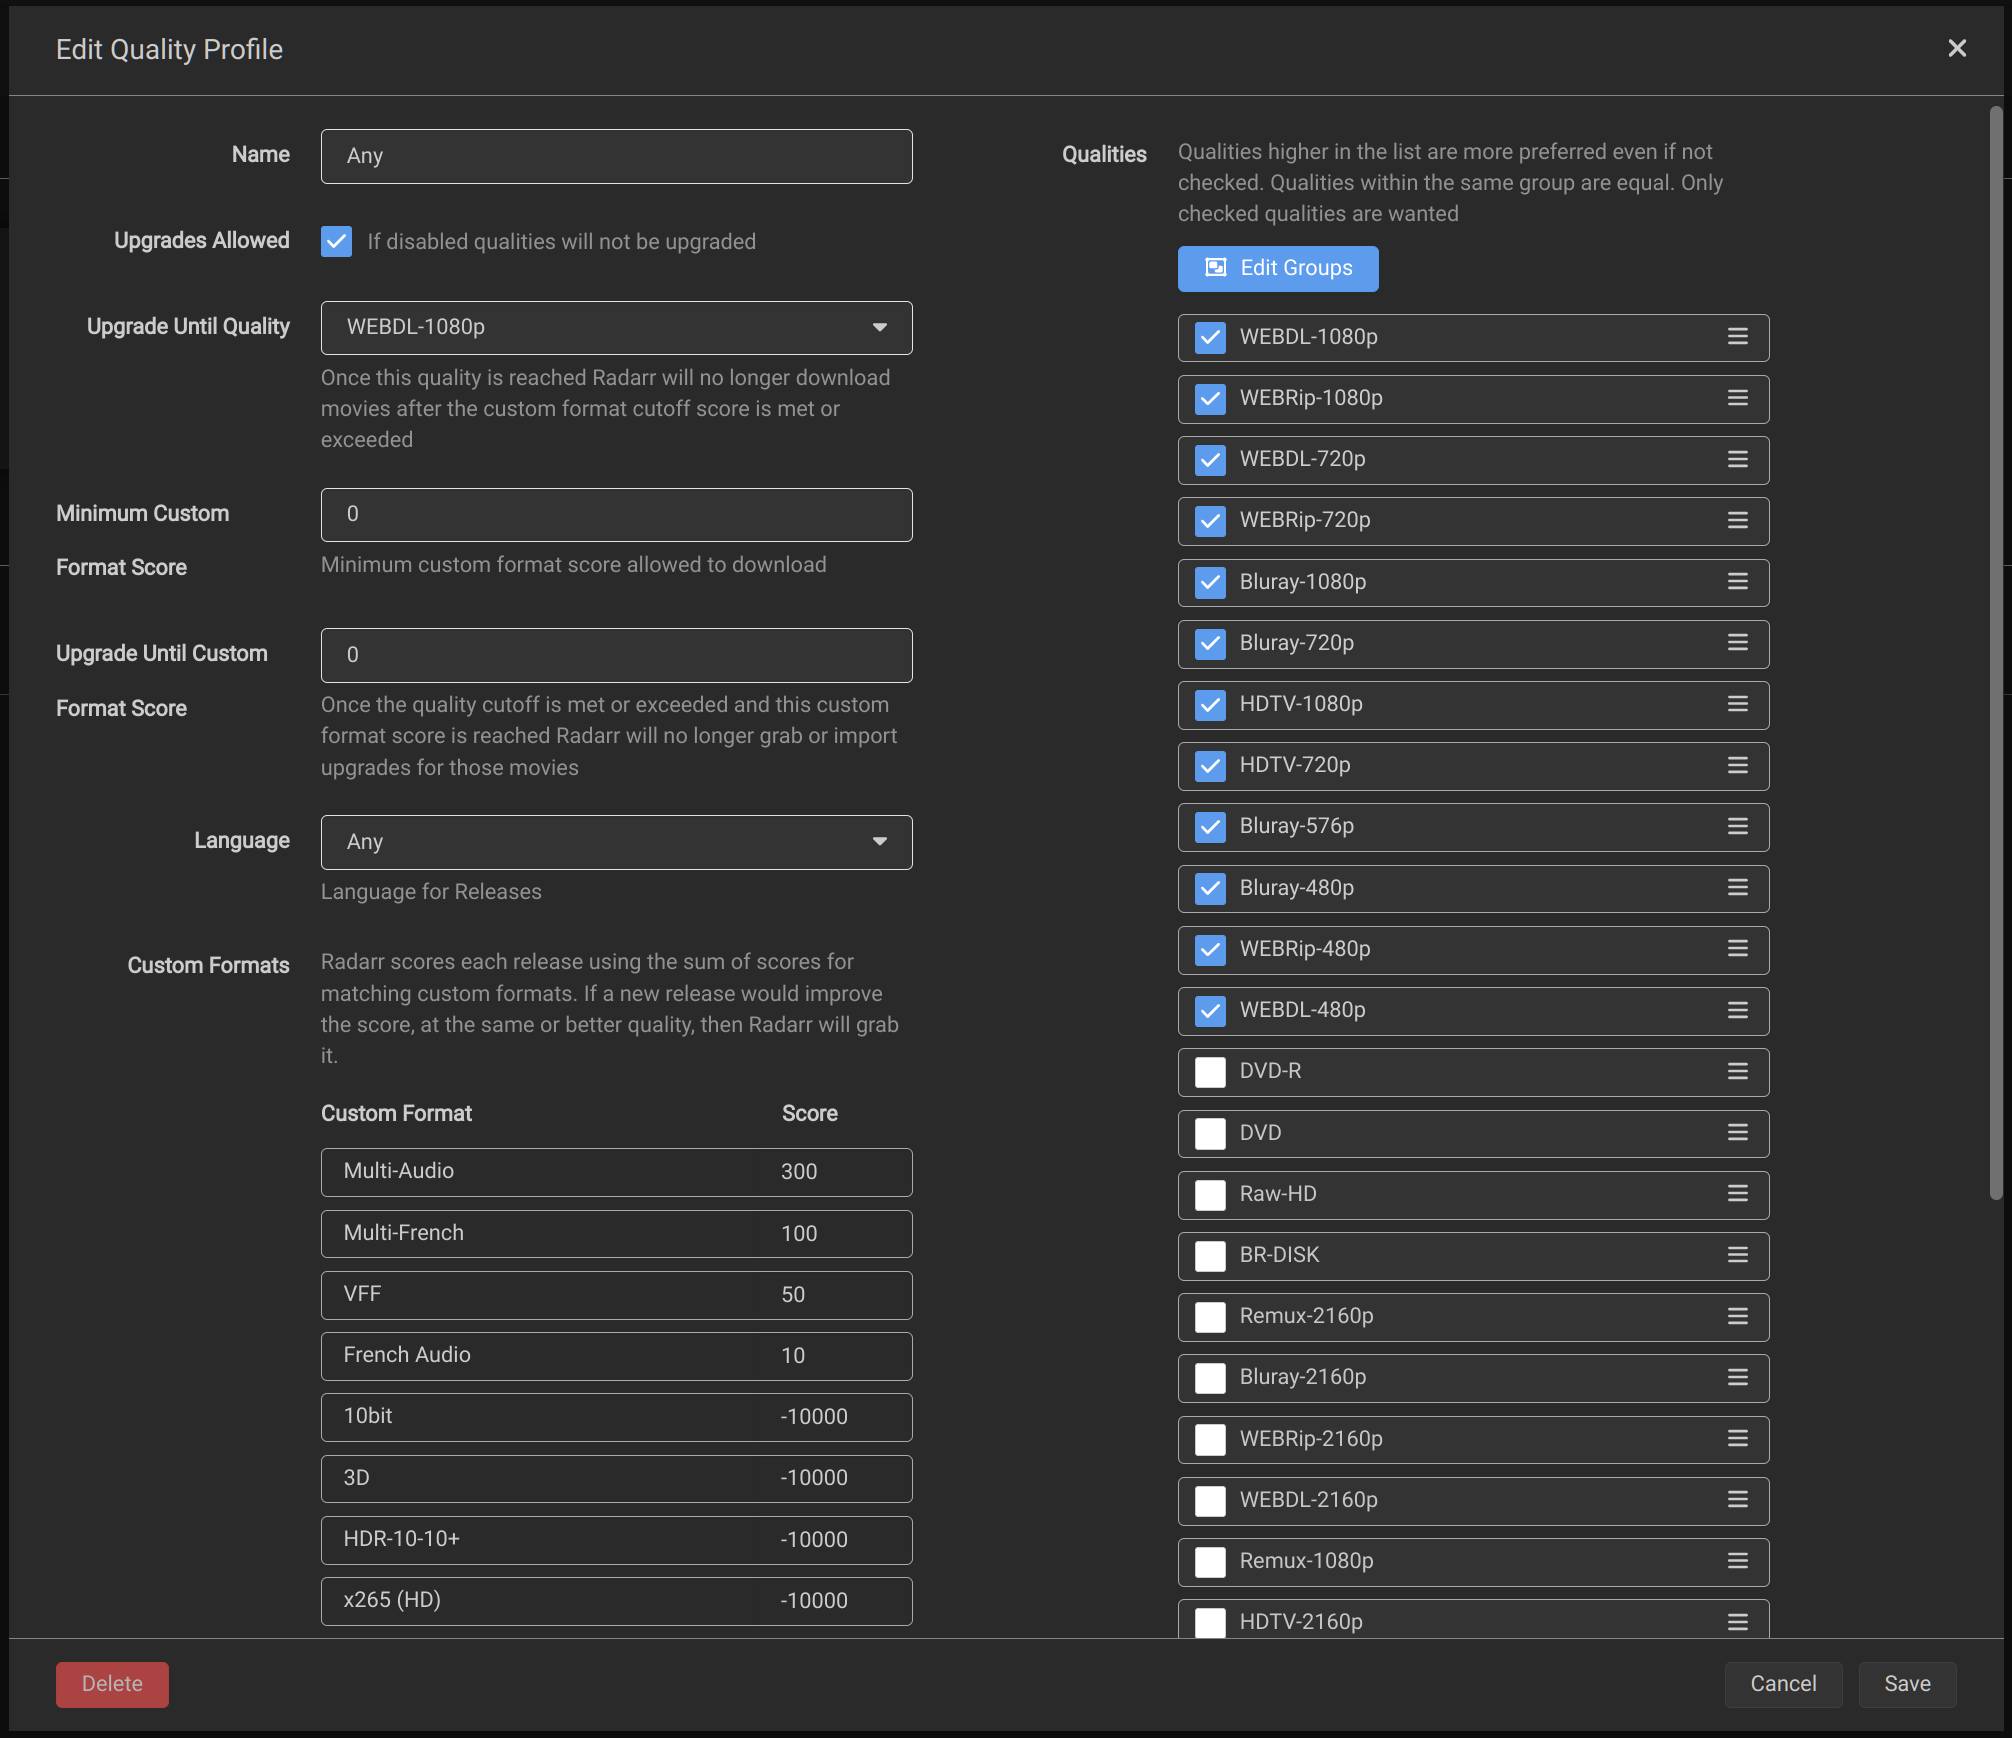 Edit Quality Profile
Name
Any
Upgrades Allowed
If disabled qualities will not be upgraded
Upgrade Until Quality
WEBDL-1080p
Once this quality is reached Radarr will no longer download
movies after the custom format cutoff score is met or
exceeded
Minimum Custom
Format Score
0
Minimum custom format score allowed to download
Upgrade Until Custom
Format Score
0
Once the quality cutoff is met or exceeded and this custom
format score is reached Radarr will no longer grab or import
upgrades for those movies
Language
Any
Language for Releases
Custom Formats
Radarr scores each release using the sum of scores for
matching custom formats. If a new release would improve
the score, at the same or better quality, then Radarr will grab
it.
Custom Format Score
Multi-Audio 300
Multi-French 100
VFF 50
French Audio 10
10bit -10000
3D -10000
HDR-10-10+ -10000
x265 (HD) -10000
Qualities
Qualities higher in the list are more preferred even if not
checked. Qualities within the same group are equal. Only
checked qualities are wanted
Edit Groups
WEBDL-1080p
WEBRip-1080p
WEBDL-720p
WEBRip-720p
Bluray-1080p
Bluray-720p
HDTV-1080p
HDTV-720p
Bluray-576p
Bluray-480p
WEBRip-480p
WEBDL-480p
DVD-R
DVD
Raw-HD
BR-DISK
Remux-2160p
Bluray-2160p
WEBRip-2160p
WEBDL-2160p
Remux-1080p
HDTV-2160p
Delete
Cancel
Save